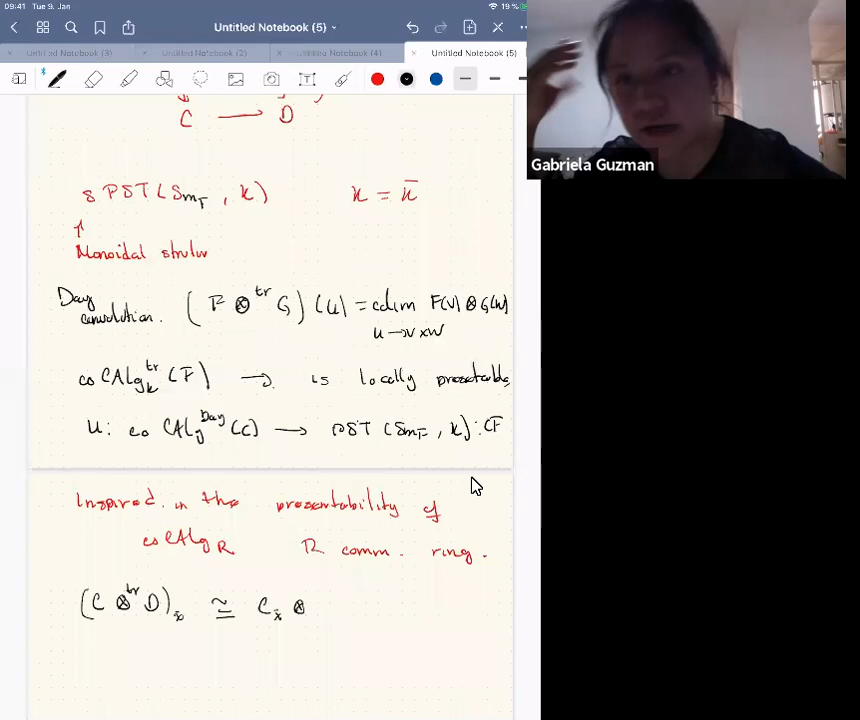 09:41 Tue 9. Jan
19 %
Untitled Notebook (5)
Untitled Notebook (3)
Untitled Notebook (2)
Untitled Notebook (4)
Untitled Notebook (5)
Gabriela Guzman
C ⟶ D
s PST(Sm_F, k) k = k̄
↑
Monoidal
Day convolution. (F ⊗^tr G)(U) = colim F(V) ⊗ G(W)
U → V×W
coCAlg_k^tr (F) → is locally presentable
U: coCAlg^Day (C) ⟶ PST(Sm_F, k) : CF
Inspired in the presentability of
coCAlg_R R comm. ring.
(C ⊗^tr D)_x ≅ C_x ⊗